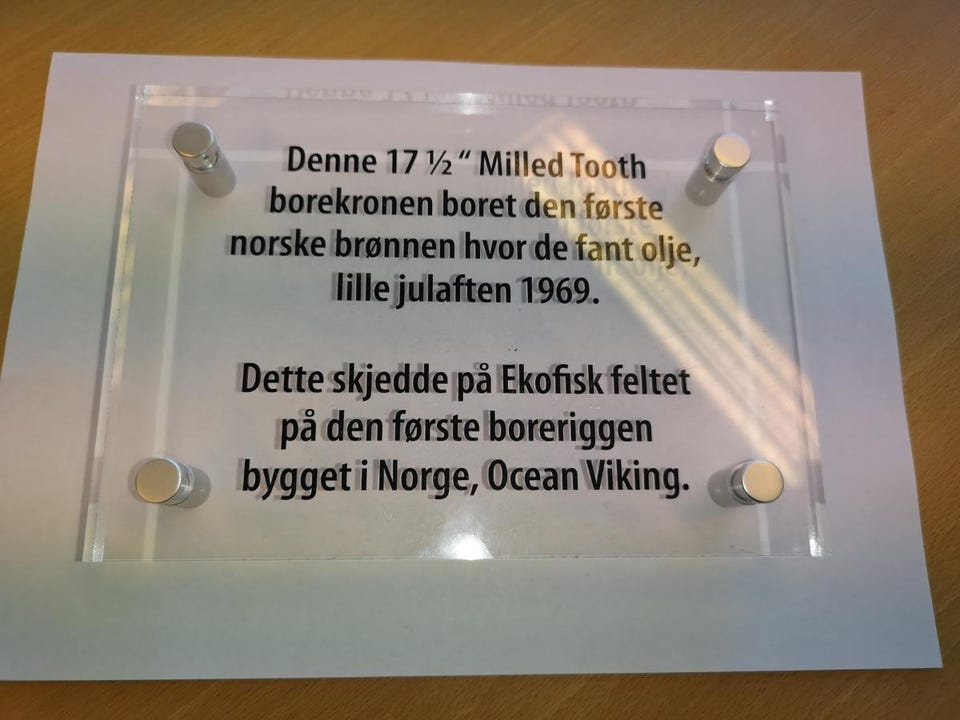 Denne 17 ½ “ Milled Tooth
borekronen boret den første
norske brønnen hvor de fant olje,
lille julaften 1969.
Dette skjedde på Ekofisk feltet
på den første boreriggen
bygget i Norge, Ocean Viking.